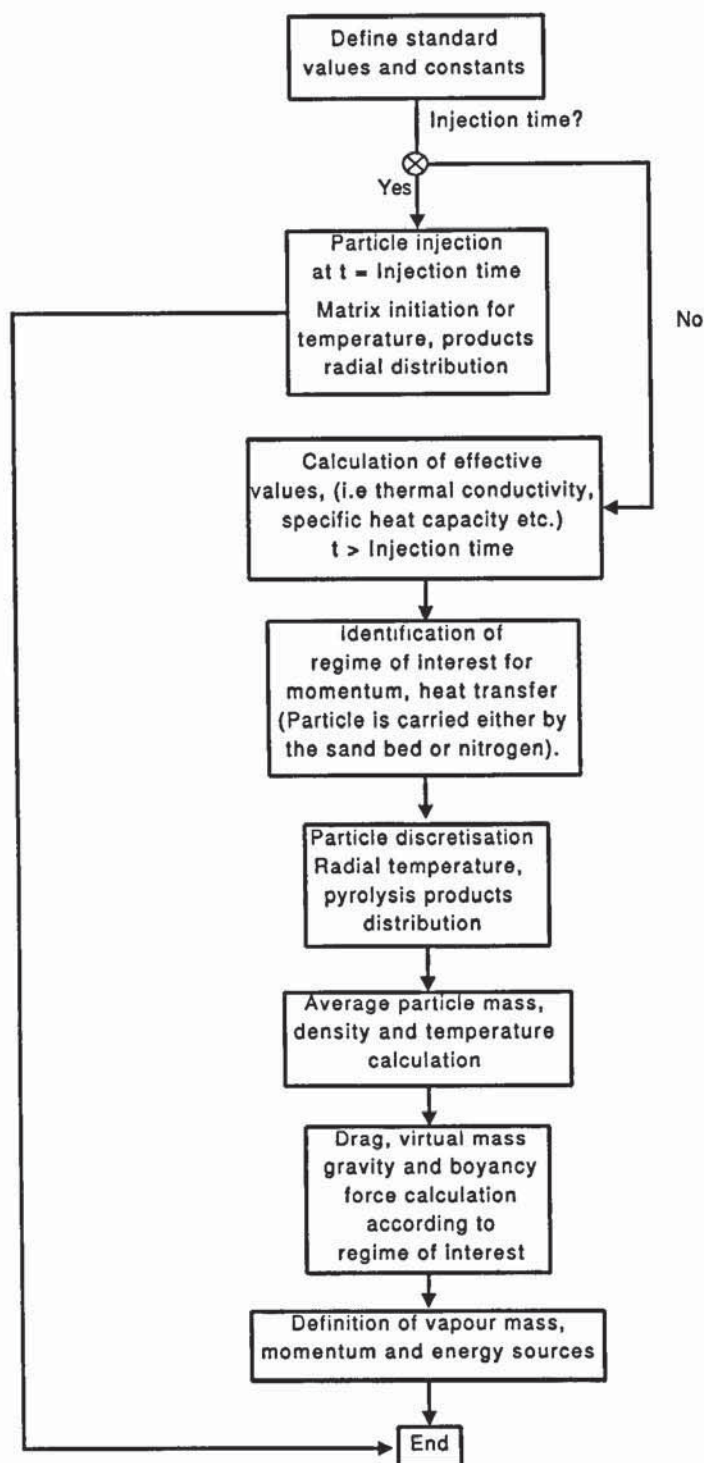 Define standard
values and constants
Injection time?
Yes
Particle injection
at t = Injection time
Matrix initiation for
temperature, products
radial distribution
No
Calculation of effective
values, (i.e thermal conductivity,
specific heat capacity etc.)
t > Injection time
Identification of
regime of interest for
momentum, heat transfer
(Particle is carried either by
the sand bed or nitrogen).
Particle discretisation
Radial temperature,
pyrolysis products
distribution
Average particle mass,
density and temperature
calculation
Drag, virtual mass
gravity and boyancy
force calculation
according to
regime of interest
Definition of vapour mass,
momentum and energy sources
End